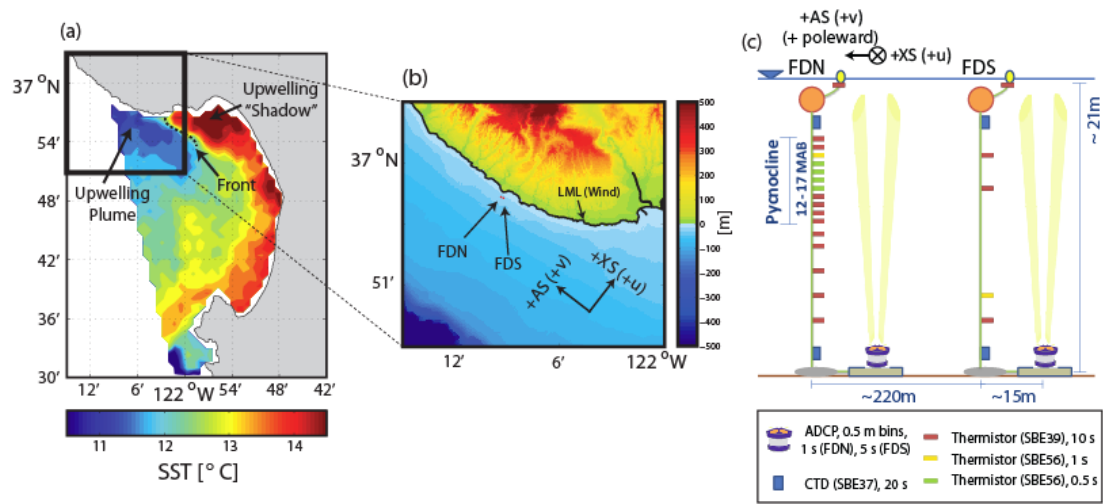 (a)
37 °N
54′
48′
42′
36′
30′
Upwelling
"Shadow"
Upwelling
Plume
Front
12′ 6′ 122 °W 54′ 48′ 42′
11 12 13 14
SST [° C]
(b)
37 °N
51′
12′ 6′ 122 °W
LML (Wind)
FDN
FDS
+AS (+v)
+XS (+u)
500
400
300
200
100
0
-100
-200
-300
-400
-500
[m]
(c)
+AS (+v)
(+ poleward)
+XS (+u)
FDN FDS
Pycnocline
12 - 17 MAB
~ 21m
~220m ~15m
ADCP, 0.5 m bins,
1 s (FDN), 5 s (FDS)
CTD (SBE37), 20 s
Thermistor (SBE39), 10 s
Thermistor (SBE56), 1 s
Thermistor (SBE56), 0.5 s